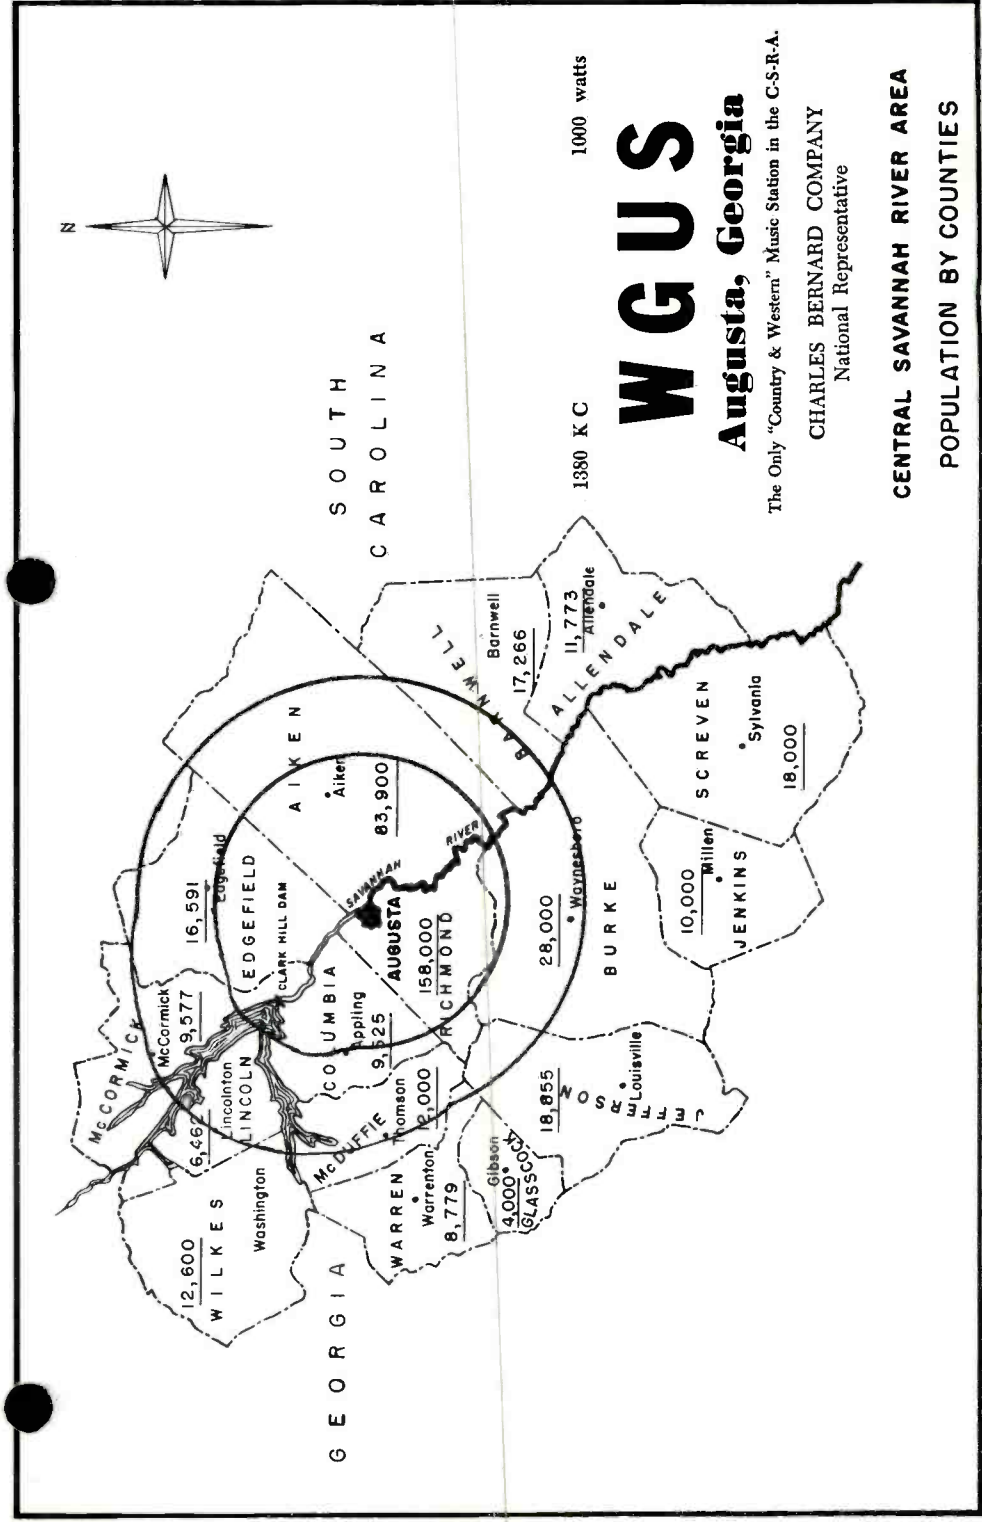 N
SOUTH
CAROLINA
GEORGIA
McCORMICK
McCormick
9,577
16,591
Edgefield
EDGEFIELD
CLARK HILL DAM
AIKEN
Aiken
83,900
12,600
WILKES
Washington
Lincolnton
LINCOLN
COLUMBIA
Appling
9,525
SAVANNAH
RIVER
AUGUSTA
158,000
RICHMOND
McDUFFIE
Thomson
WARREN
Warrenton
8,779
Gibson
4,000
GLASSCOCK
18,855
JEFFERSON
Louisville
28,000
Waynesboro
BURKE
BARNWELL
Barnwell
17,266
11,773
Allendale
ALLENDALE
SCREVEN
Sylvania
18,000
10,000
Millen
JENKINS
1380 KC 1000 watts
WGUS
Augusta, Georgia
The Only "Country & Western" Music Station in the C-S-R-A.
CHARLES BERNARD COMPANY
National Representative
CENTRAL SAVANNAH RIVER AREA
POPULATION BY COUNTIES